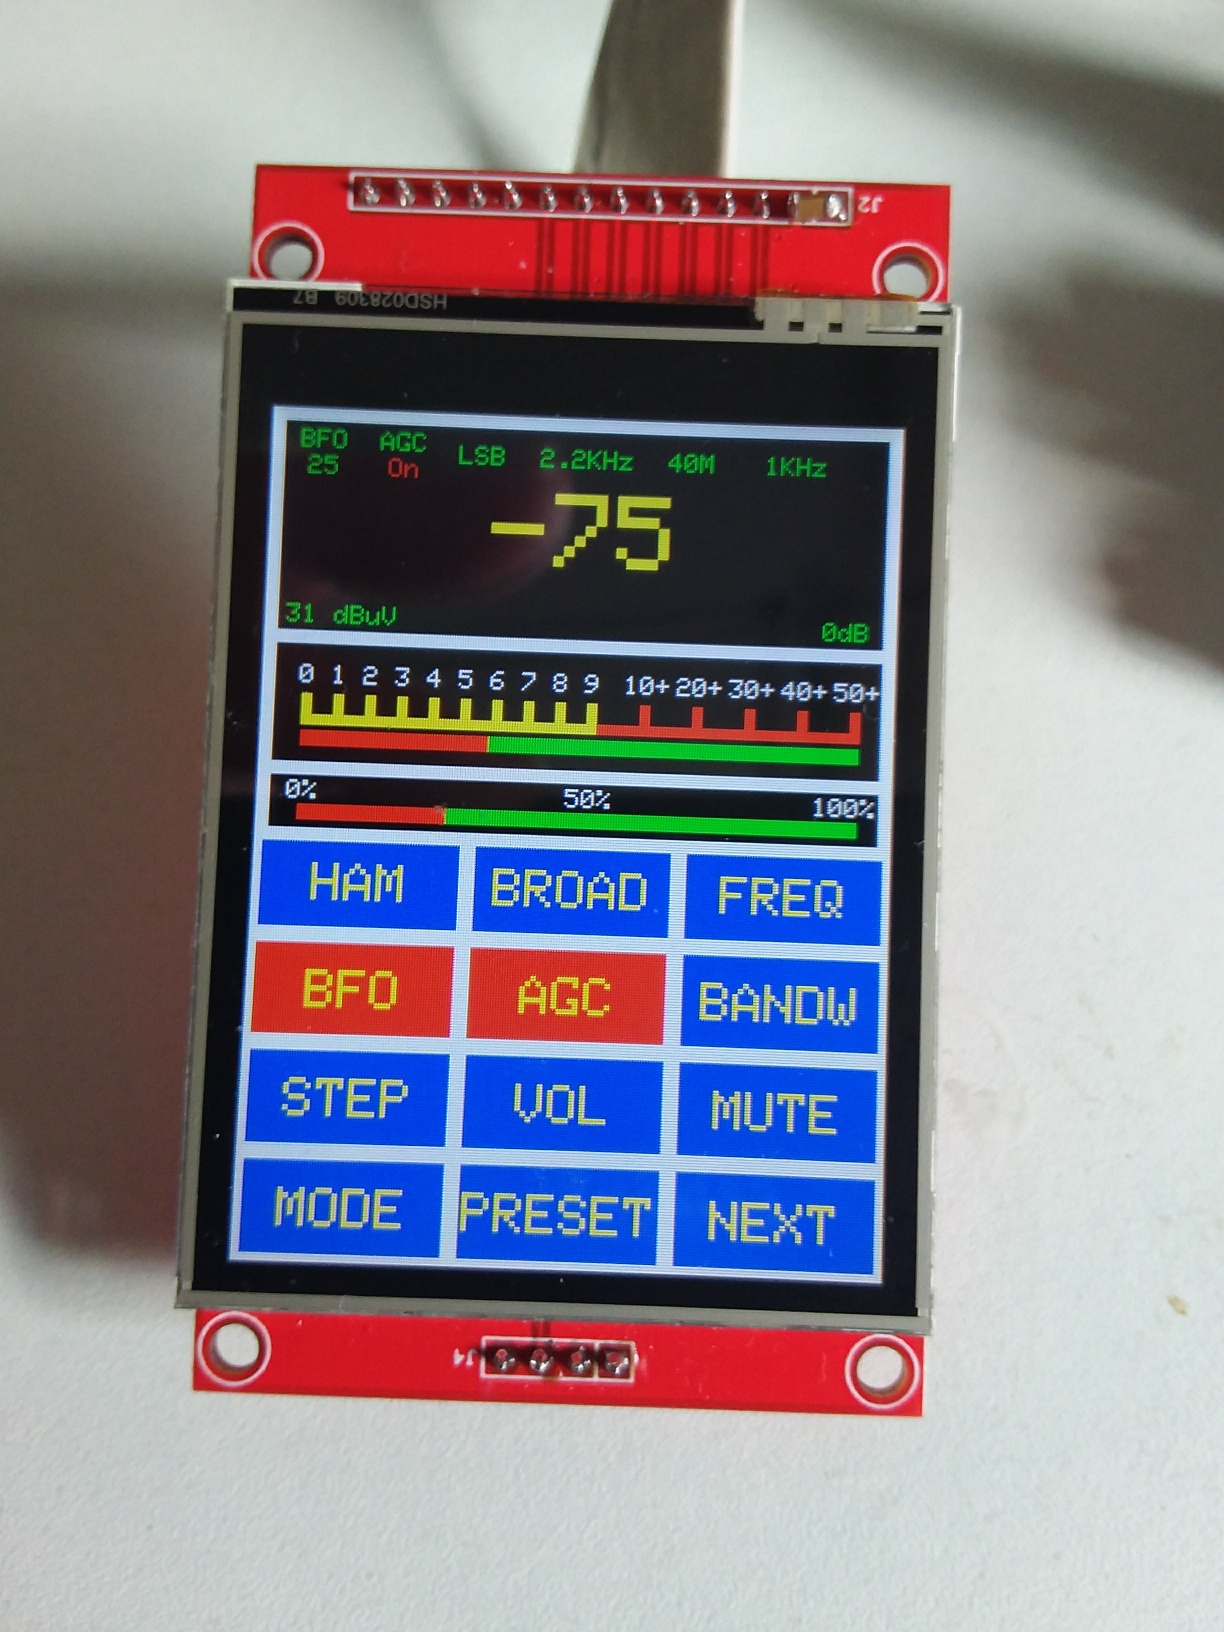 J2
HSD028309 B7
BFO AGC LSB 2.2KHz 40M 1KHz
25 On
-75
31 dBuV 0dB
0 1 2 3 4 5 6 7 8 9 10+ 20+ 30+ 40+ 50+
0% 50% 100%
HAM BROAD FREQ
BFO AGC BANDW
STEP VOL MUTE
MODE PRESET NEXT
J4